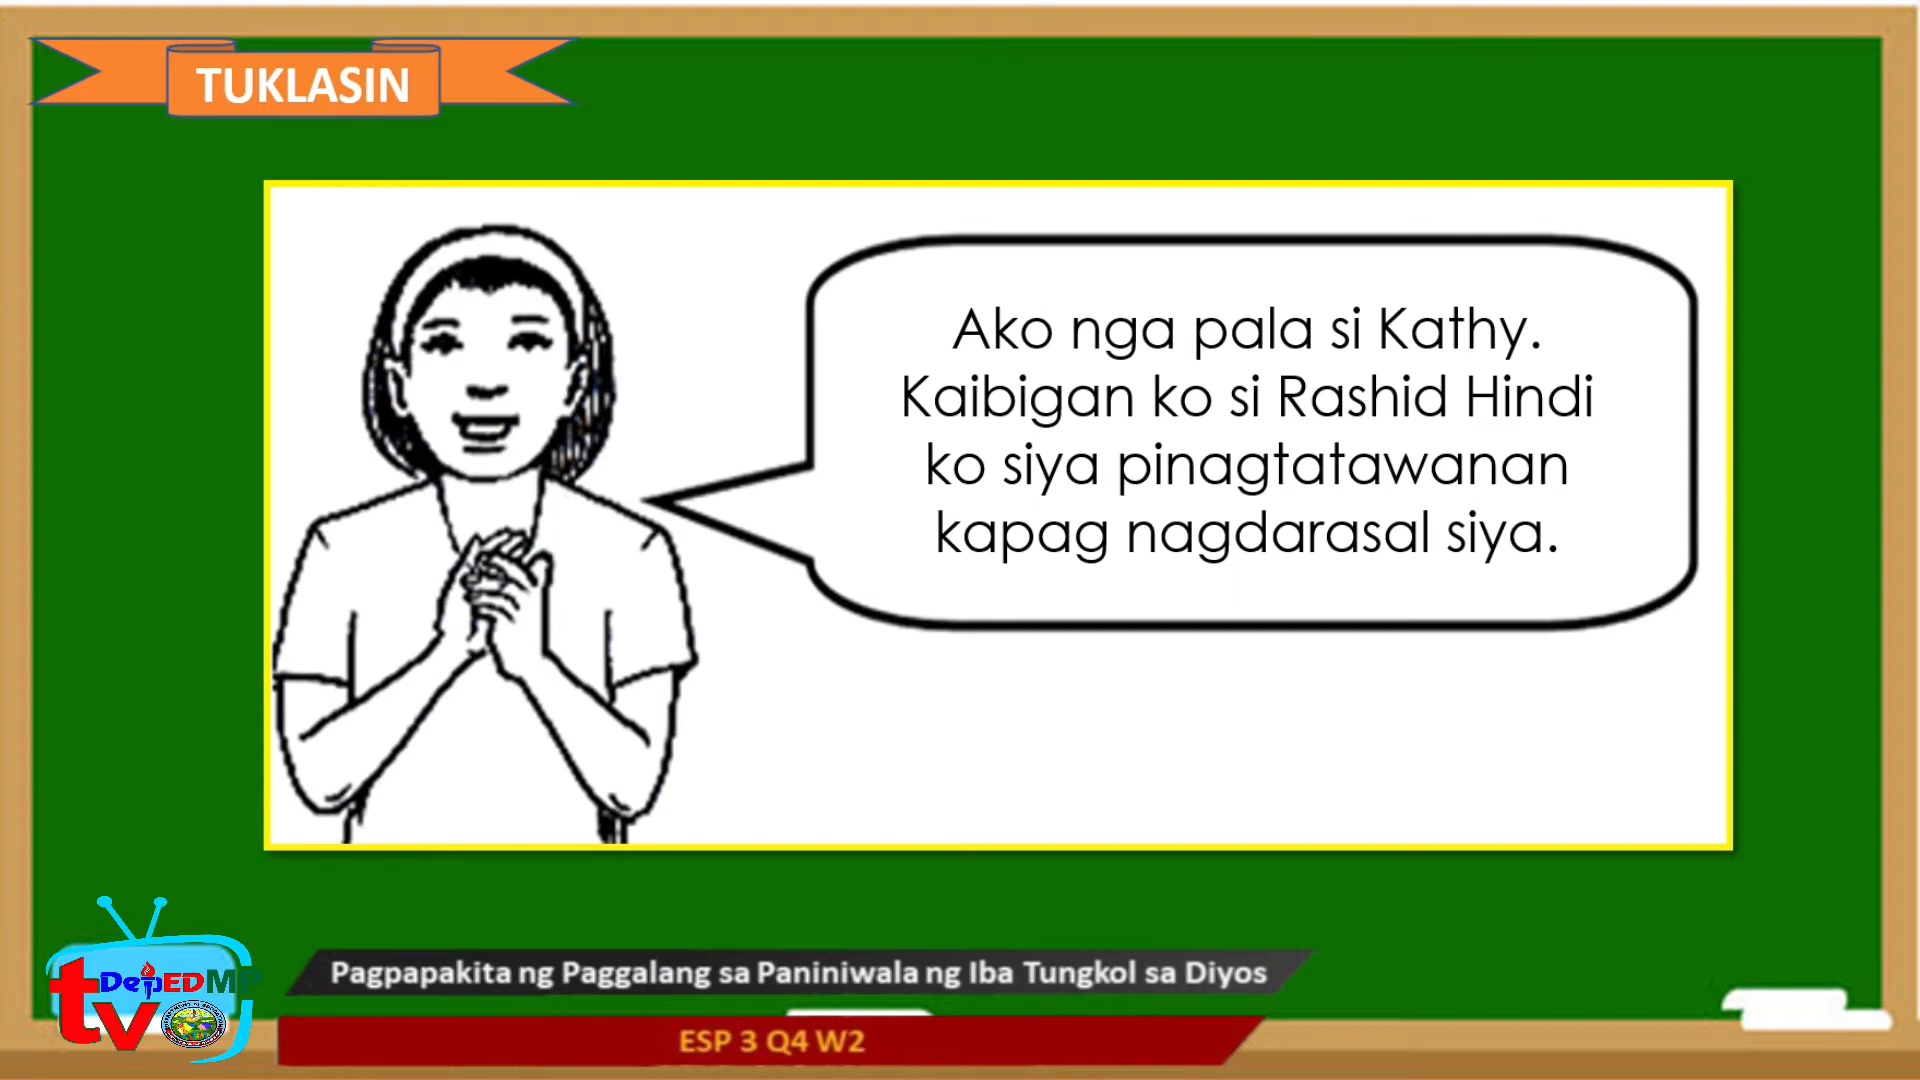 TUKLASIN
Ako nga pala si Kathy.
Kaibigan ko si Rashid Hindi
ko siya pinagtatawanan
kapag nagdarasal siya.
DepEDMP
tv
Pagpapakita ng Paggalang sa Paniniwala ng Iba Tungkol sa Diyos
ESP 3 Q4 W2